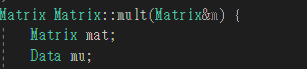 Matrix Matrix::mult(Matrix&m) {
Matrix mat;
Data mu;